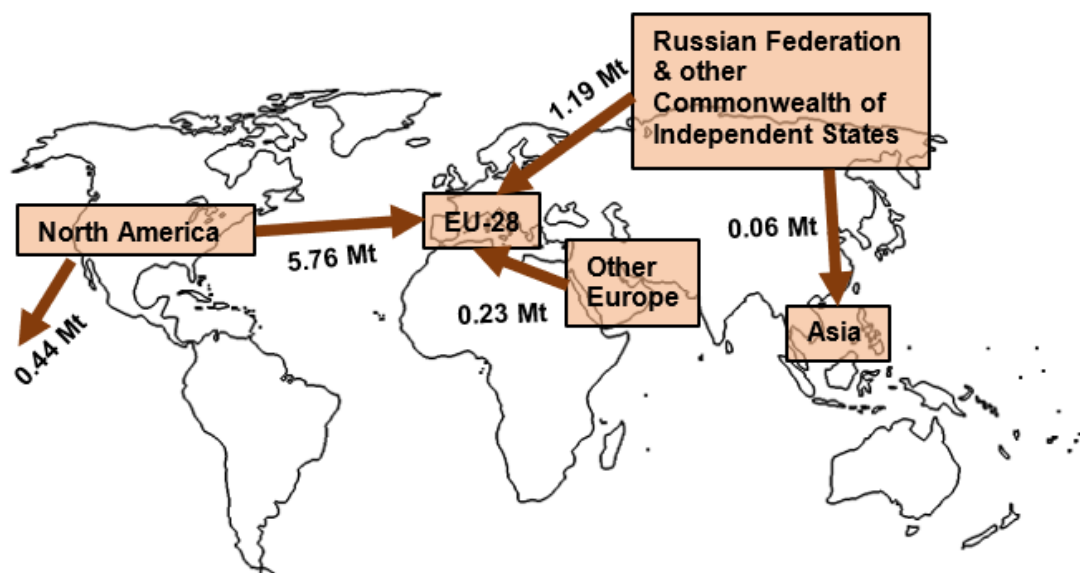 Russian Federation
& other
Commonwealth of
Independent States
1.19 Mt
North America
EU-28
5.76 Mt
0.06 Mt
Other
Europe
0.23 Mt
Asia
0.44 Mt